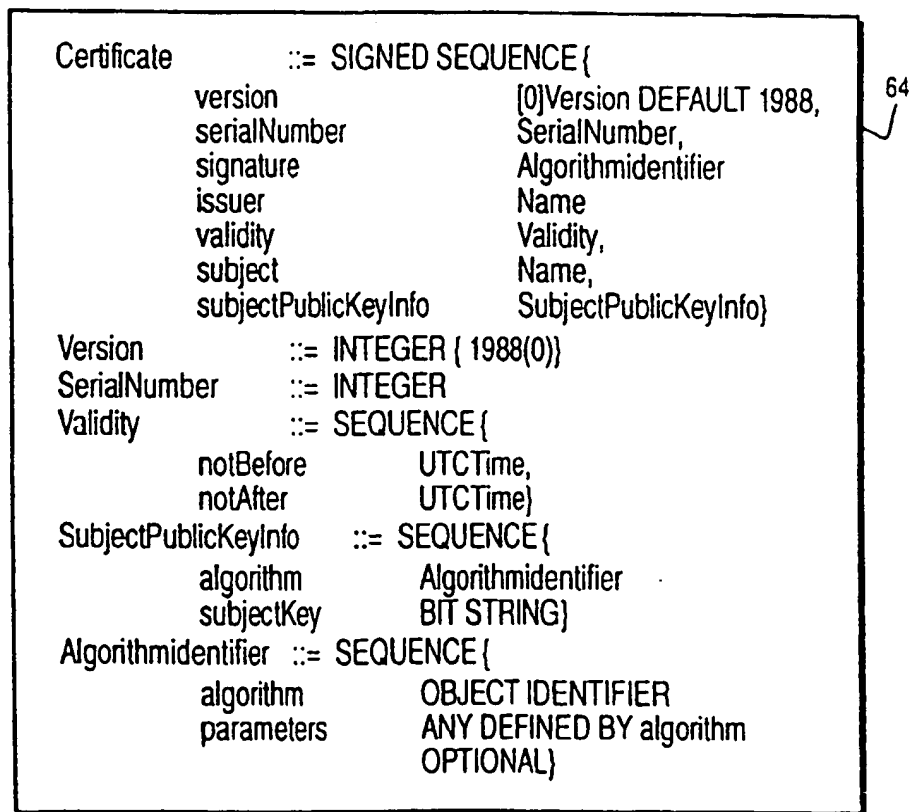 Certificate ::= SIGNED SEQUENCE{
version [0]Version DEFAULT 1988,
serialNumber SerialNumber,
signature Algorithmidentifier
issuer Name
validity Validity,
subject Name,
subjectPublicKeyInfo SubjectPublicKeyInfo}
Version ::= INTEGER { 1988(0)}
SerialNumber ::= INTEGER
Validity ::= SEQUENCE{
notBefore UTCTime,
notAfter UTCTime}
SubjectPublicKeyInfo ::= SEQUENCE{
algorithm Algorithmidentifier
subjectKey BIT STRING}
Algorithmidentifier ::= SEQUENCE{
algorithm OBJECT IDENTIFIER
parameters ANY DEFINED BY algorithm
OPTIONAL}
64